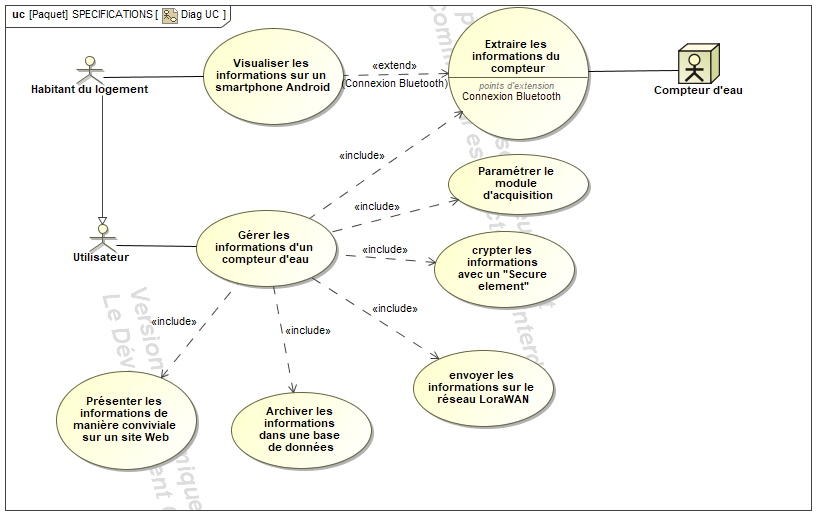 uc [Paquet] SPECIFICATIONS [ Diag UC ]
Habitant du logement
Visualiser les
informations sur un
smartphone Android
«extend»
(Connexion Bluetooth)
Extraire les
informations du
compteur
points d'extension
Connexion Bluetooth
Compteur d'eau
«include»
Paramétrer le
module
d'acquisition
«include»
Utilisateur
Gérer les
informations d'un
compteur d'eau
«include»
crypter les
informations
avec un "Secure
element"
«include»
«include»
«include»
envoyer les
informations sur le
réseau LoraWAN
Présenter les
informations de
manière conviviale
sur un site Web
Archiver les
informations
dans une base
de données
Version
Le Dév